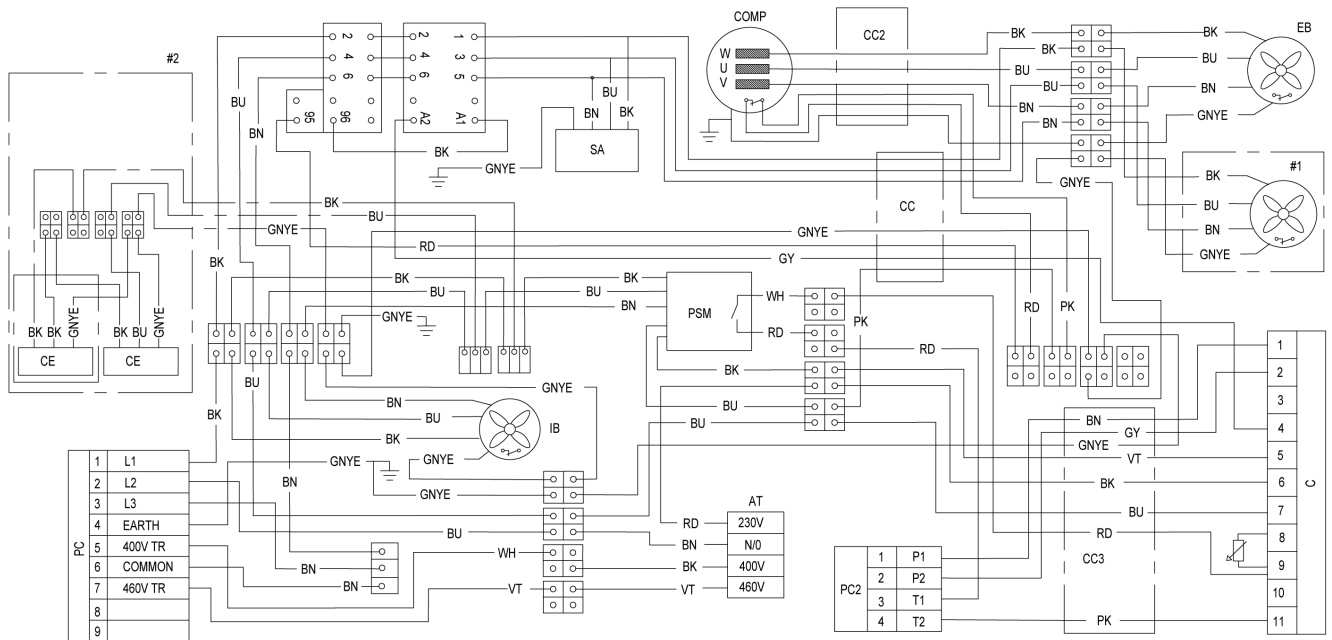 COMP
#2
CC2
EB
BK
BK
BK
W
U
V
BU
BU
BU
BN
BN
BN
GNYE
2
4
6
95
96
2
4
6
A2
1
3
5
A1
BU
BN
BN
BU
BK
BK
SA
GNYE
GNYE
#1
BK
BU
BN
GNYE
CC
BK
BU
GNYE
GNYE
RD
BK
GY
BK
BK
BU
BU
BN
GNYE
PSM
WH
PK
RD
RD
PK
RD
BK
BK
GNYE
BK
BU
GNYE
CE
CE
BU
BK
BU
BU
GNYE
BN
BU
BK
IB
BK
BN
GNYE
GNYE
GNYE
BU
WH
BN
BN
VT
PC
1 L1
2 L2
3 L3
4 EARTH
5 400V TR
6 COMMON
7 460V TR
8
9
AT
RD 230V
BN N/0
BK 400V
VT 460V
PC2
1 P1
2 P2
3 T1
4 T2
BN
GY
GNYE
VT
BK
BU
RD
CC3
PK
1
2
3
4
5
6
7
8
9
10
11
C